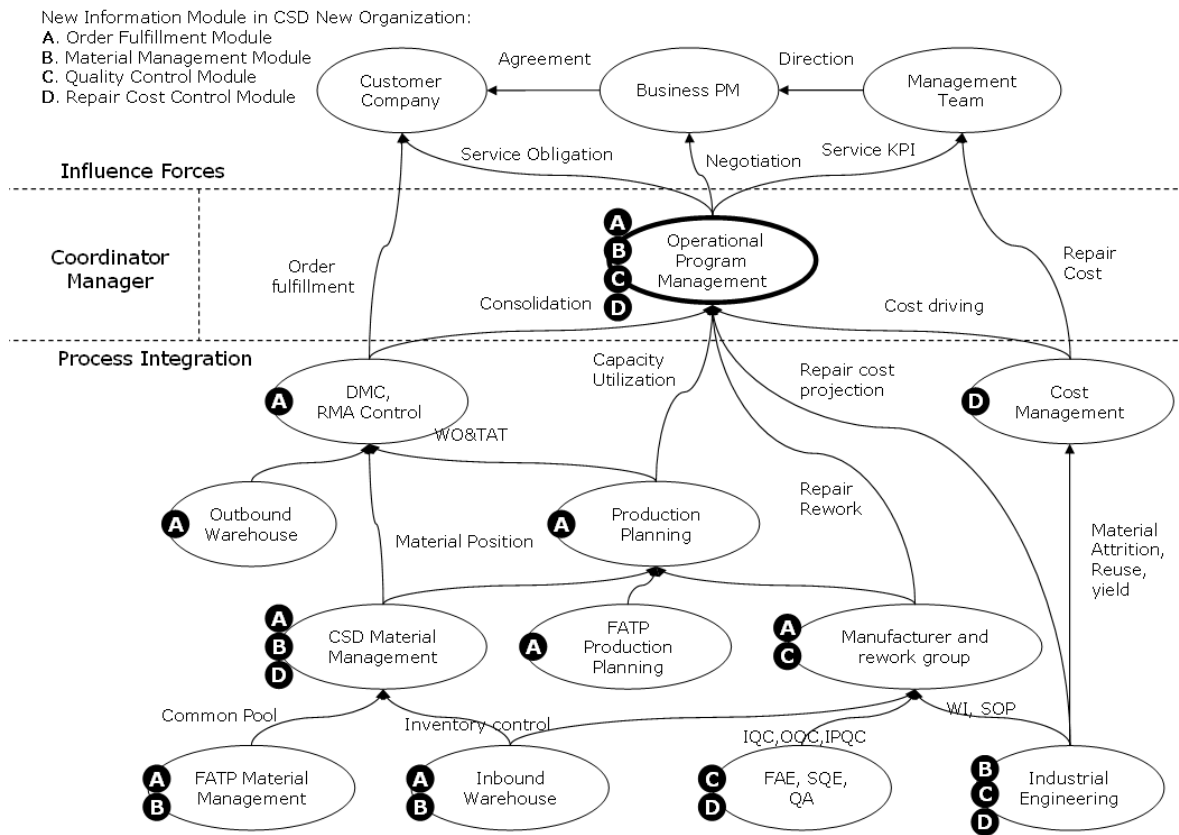 New Information Module in CSD New Organization:
A. Order Fulfillment Module
B. Material Management Module
C. Quality Control Module
D. Repair Cost Control Module
Customer
Company
Agreement
Business PM
Direction
Management
Team
Service Obligation
Negotiation
Service KPI
Influence Forces
Coordinator
Manager
A
B
C
D
Operational
Program
Management
Order
fulfillment
Consolidation
Cost driving
Repair
Cost
Process Integration
Capacity
Utilization
Repair cost
projection
A
DMC,
RMA Control
D
Cost
Management
WO&TAT
A
Outbound
Warehouse
Material Position
A
Production
Planning
Repair
Rework
Material
Attrition,
Reuse,
yield
A
B
D
CSD Material
Management
A
FATP
Production
Planning
A
C
Manufacturer and
rework group
Common Pool
Inventory control
IQC,OQC,IPQC
WI, SOP
A
B
FATP Material
Management
A
B
Inbound
Warehouse
C
D
FAE, SQE,
QA
B
C
D
Industrial
Engineering